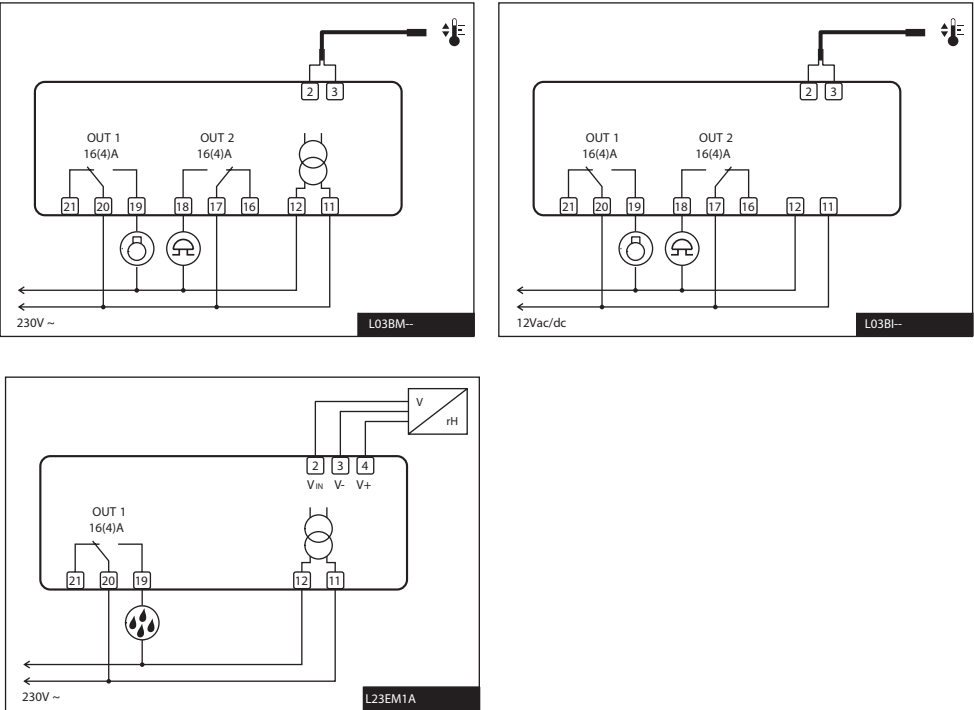 2 3
OUT 1 OUT 2
16(4)A 16(4)A
21 20 19 18 17 16 12 11
230V ~
L03BM--
2 3
OUT 1 OUT 2
16(4)A 16(4)A
21 20 19 18 17 16 12 11
12Vac/dc
L03BI--
V
rH
2 3 4
VIN V- V+
OUT 1
16(4)A
21 20 19 12 11
230V ~
L23EM1A